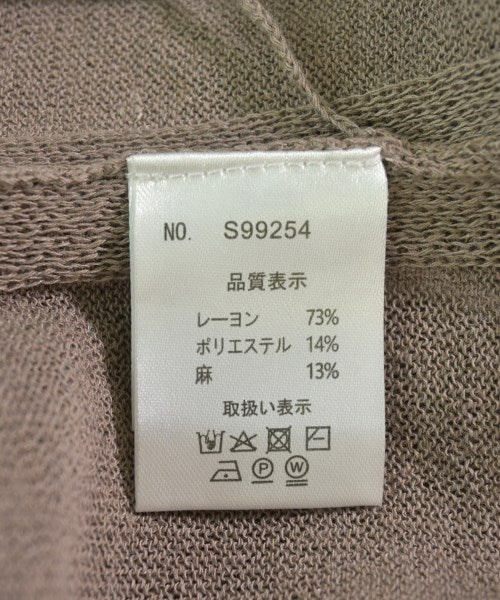 NO. S99254
品質表示
レーヨン 73%
ポリエステル 14%
麻 13%
取扱い表示
P W